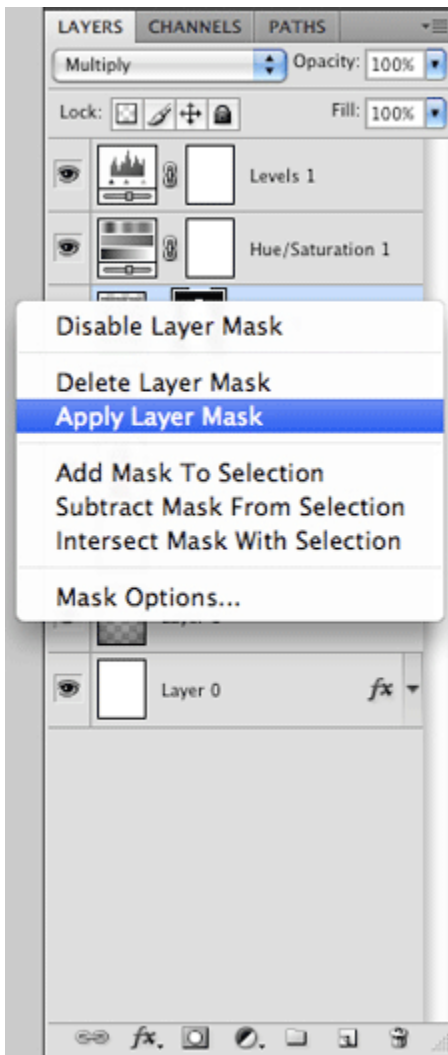 LAYERS CHANNELS PATHS
Multiply Opacity: 100%
Lock: Fill: 100%
Levels 1
Hue/Saturation 1
Disable Layer Mask
Delete Layer Mask
Apply Layer Mask
Add Mask To Selection
Subtract Mask From Selection
Intersect Mask With Selection
Mask Options...
Layer 0 fx
fx.